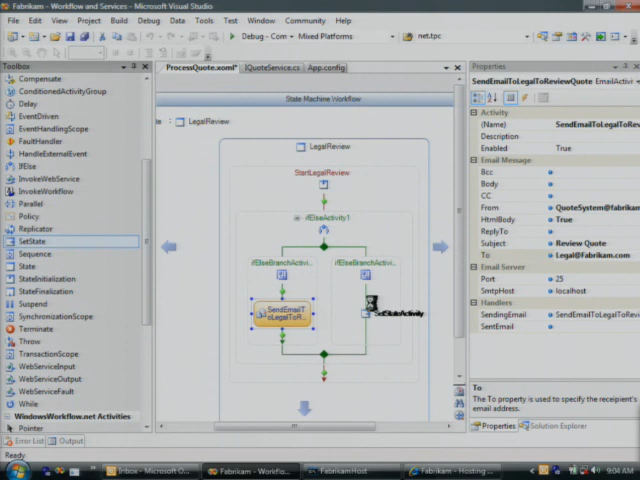 Fabrikam - Workflow and Services - Microsoft Visual Studio
File Edit View Project Build Debug Data Tools Test Window Community Help
Debug - Com Mixed Platforms net.tpc
Toolbox
Compensate
ConditionedActivityGroup
Delay
EventDriven
EventHandlingScope
FaultHandler
HandleExternalEvent
IfElse
InvokeWebService
InvokeWorkflow
Parallel
Policy
Replicator
SetState
Sequence
State
StateInitialization
StateFinalization
Suspend
SynchronizationScope
Terminate
Throw
TransactionScope
WebServiceInput
WebServiceOutput
WebServiceFault
While
WindowsWorkflow.net Activities
Pointer
Error List Output
ProcessQuote.xoml* IQuoteService.cs App.config
State Machine Workflow
LegalReview
LegalReview
StartLegalReview
ifElseActivity1
ifElseBranchActivi... ifElseBranchActivi...
SendEmailT
oLegalToR...
SetStateActivity
Properties
SendEmailToLegalToReviewQuote EmailActiv
Activity
(Name) SendEmailToLegalToRevi
Description
Enabled True
Email Message
Bcc
Body
CC
From QuoteSystem@fabrikam
HtmlBody True
ReplyTo
Subject Review Quote
To Legal@Fabrikam.com
Email Server
Port 25
SmtpHost localhost
Handlers
SendingEmail SendEmailToLegalToRevi
SentEmail
To
The To property is used to specify the receipient's
email address.
Properties Solution Explorer
Ready
Inbox - Microsoft O... Fabrikam - Workflo... FabrikamHost Fabrikam - Hosting ... 9:04 AM